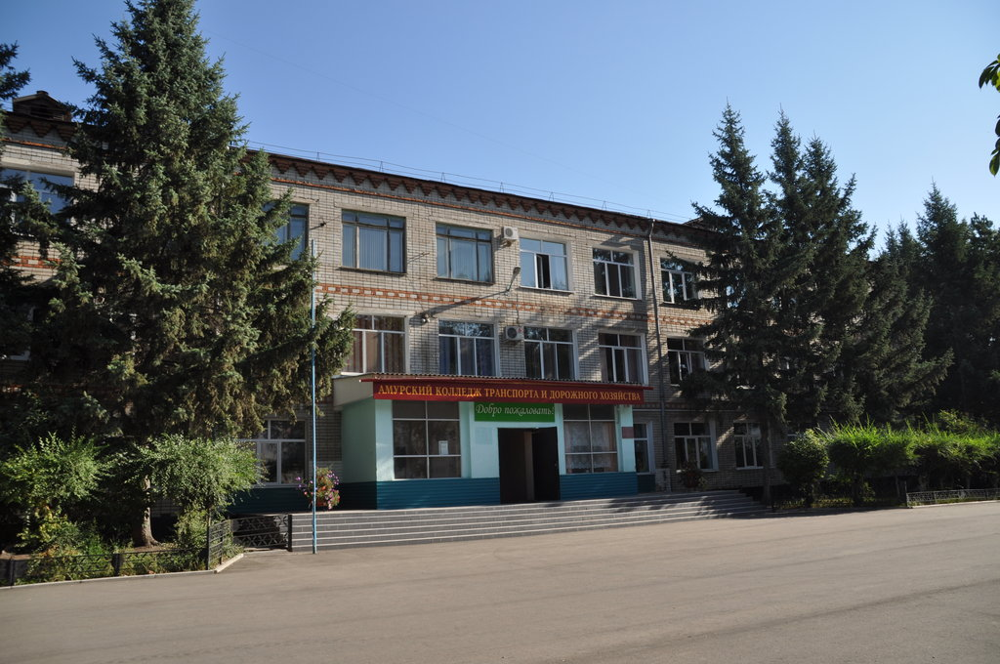 АМУРСКИЙ КОЛЛЕДЖ ТРАНСПОРТА И ДОРОЖНОГО ХОЗЯЙСТВА
Добро пожаловать!